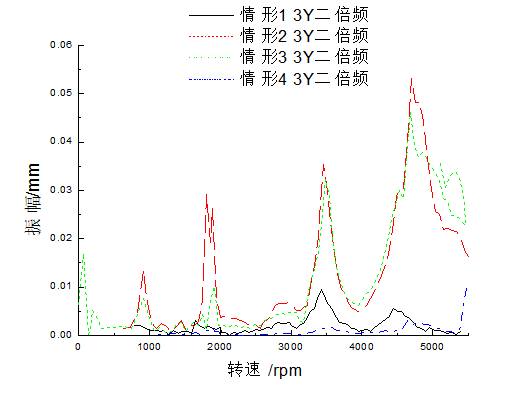 情 形1 3Y二 倍频
情 形2 3Y二 倍频
情 形3 3Y二 倍频
情 形4 3Y二 倍频
0.06
0.05
0.04
0.03
0.02
0.01
0.00
振 幅/mm
0 1000 2000 3000 4000 5000
转速 /rpm